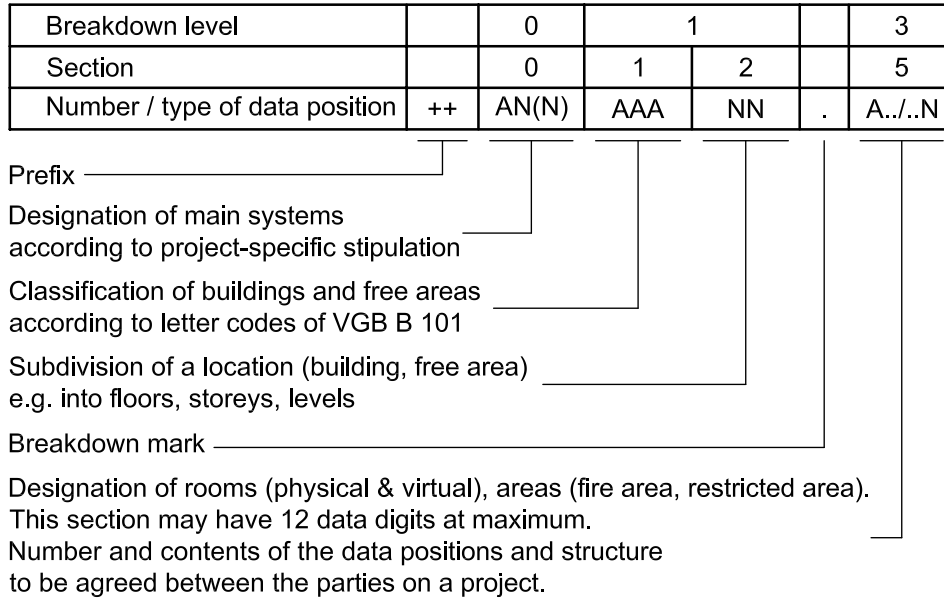 Breakdown level 0 1 3
Section 0 1 2 5
Number / type of data position ++ AN(N) AAA NN . A../..N
Prefix
Designation of main systems
according to project-specific stipulation
Classification of buildings and free areas
according to letter codes of VGB B 101
Subdivision of a location (building, free area)
e.g. into floors, storeys, levels
Breakdown mark
Designation of rooms (physical & virtual), areas (fire area, restricted area).
This section may have 12 data digits at maximum.
Number and contents of the data positions and structure
to be agreed between the parties on a project.